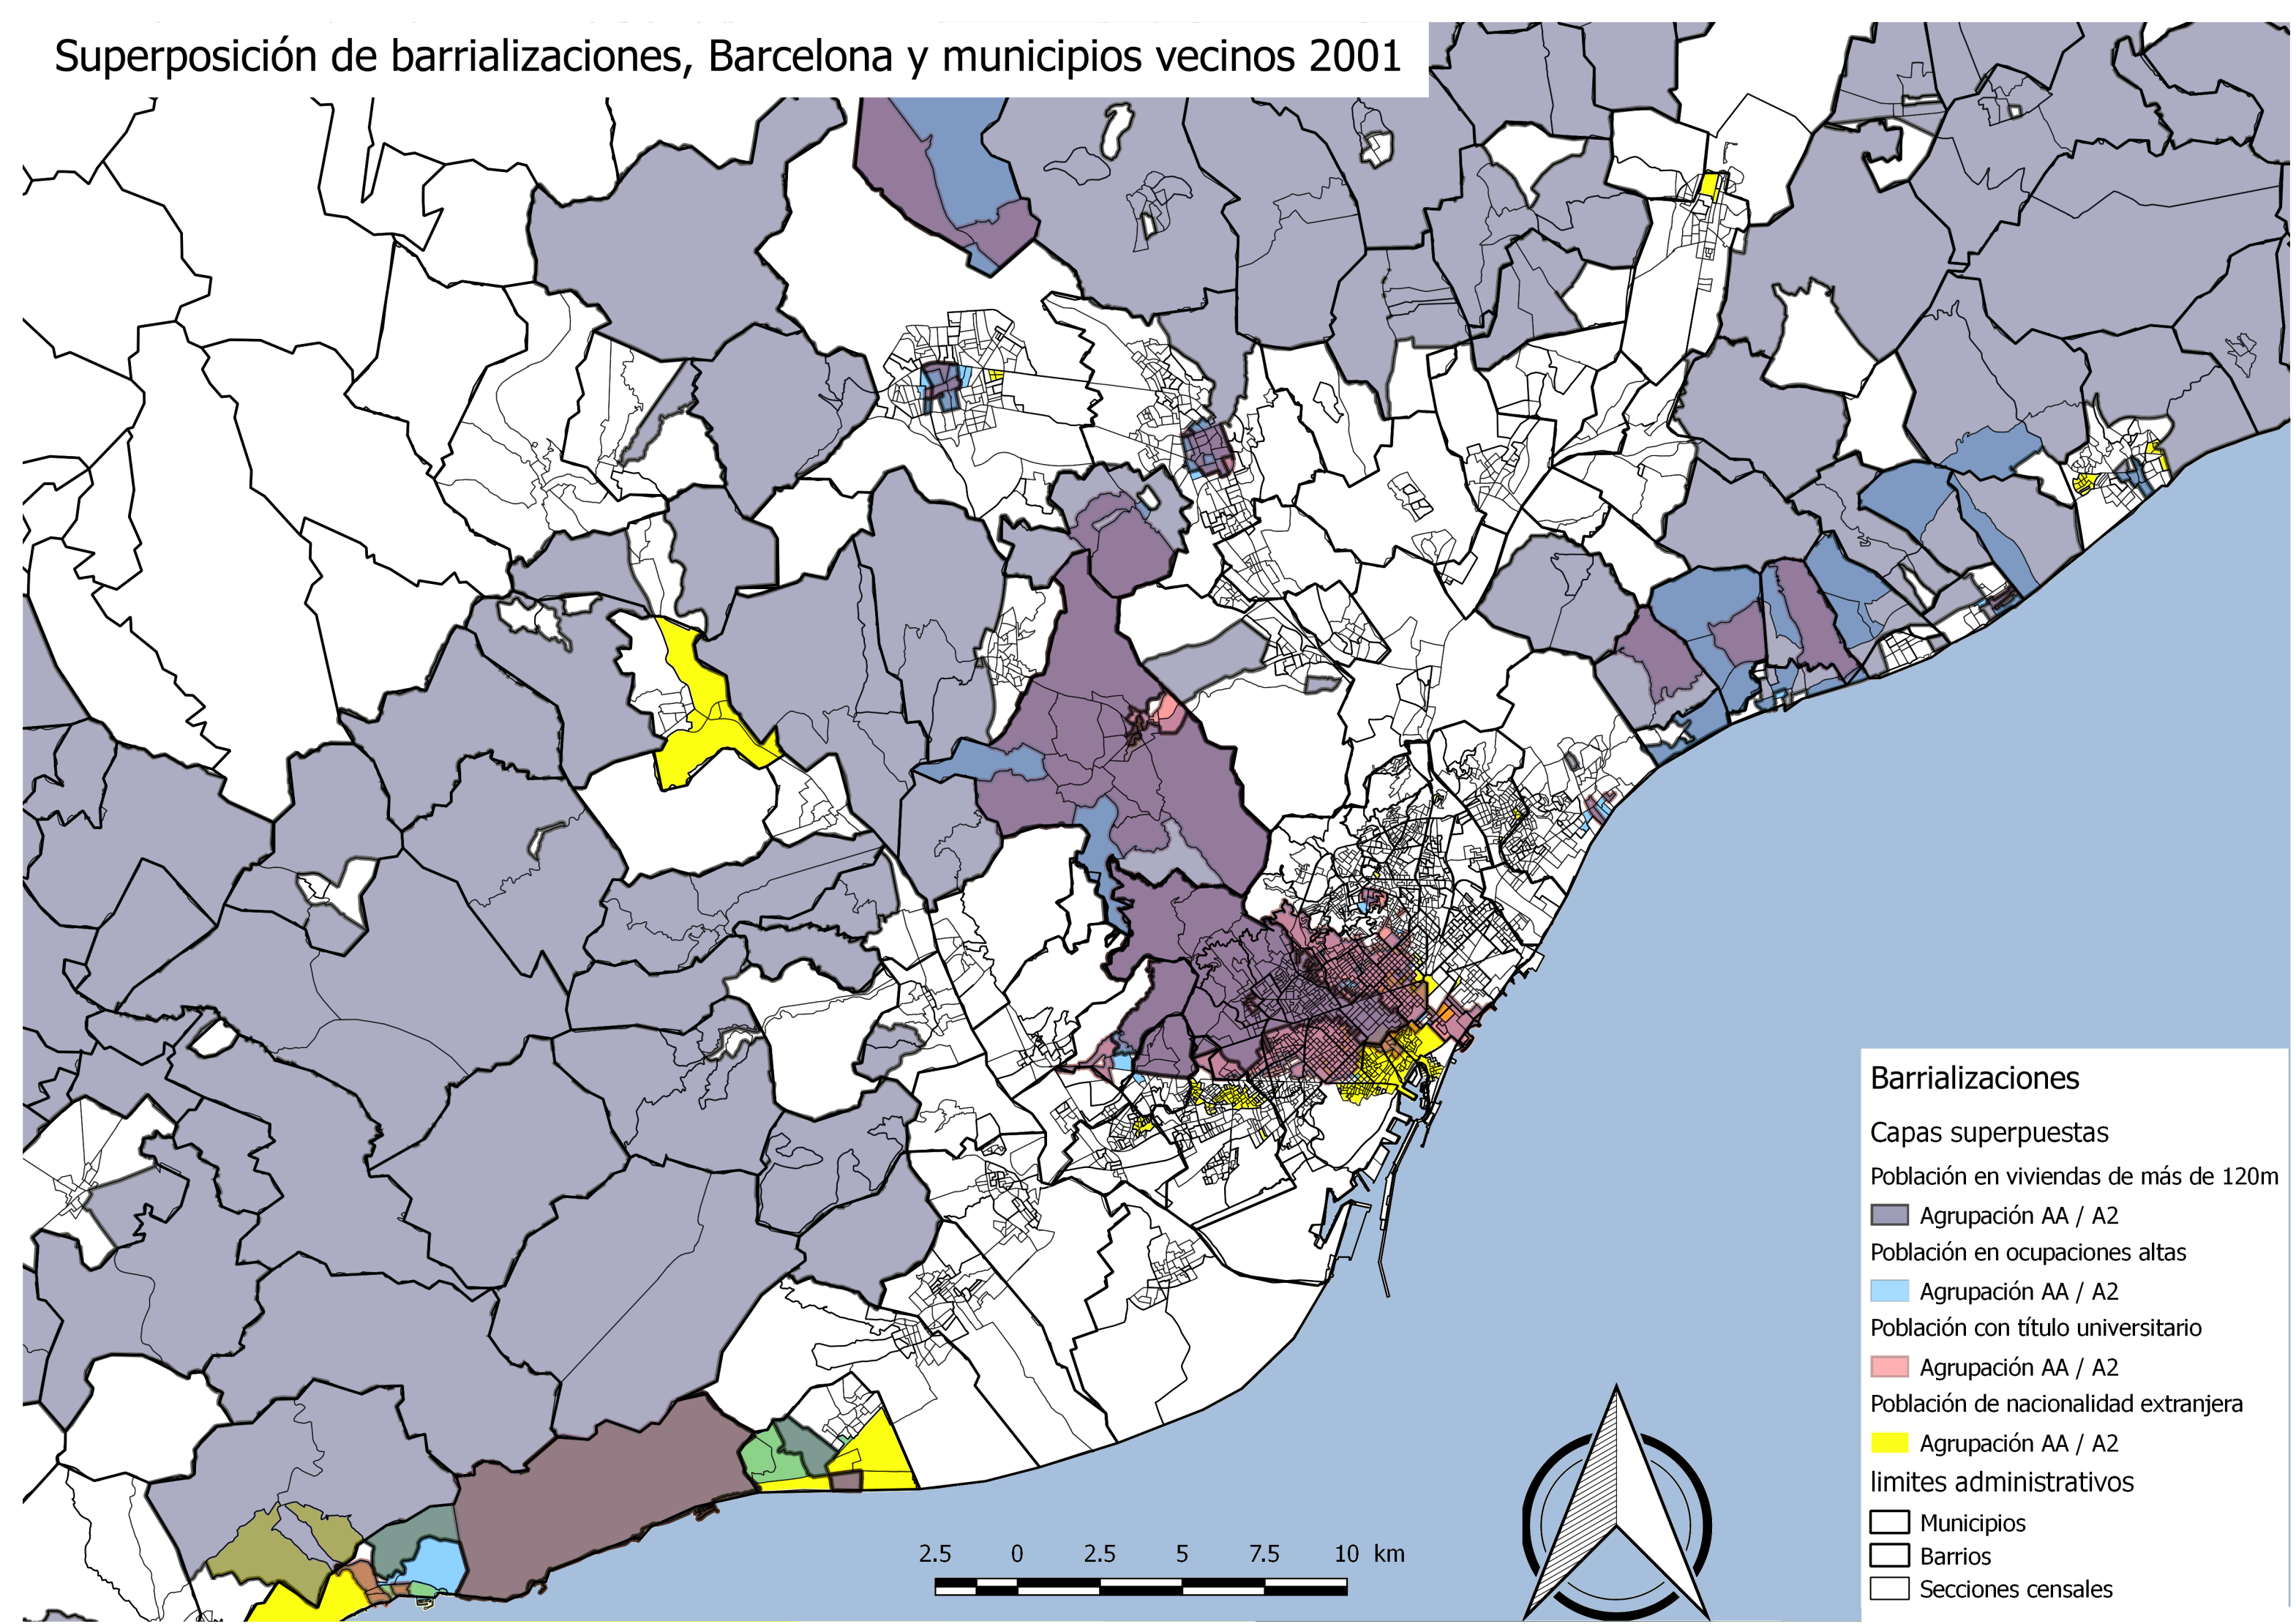 Superposición de barrializaciones, Barcelona y municipios vecinos 2001
Barrializaciones
Capas superpuestas
Población en viviendas de más de 120m
Agrupación AA / A2
Población en ocupaciones altas
Agrupación AA / A2
Población con título universitario
Agrupación AA / A2
Población de nacionalidad extranjera
Agrupación AA / A2
limites administrativos
Municipios
Barrios
Secciones censales
2.5 0 2.5 5 7.5 10 km